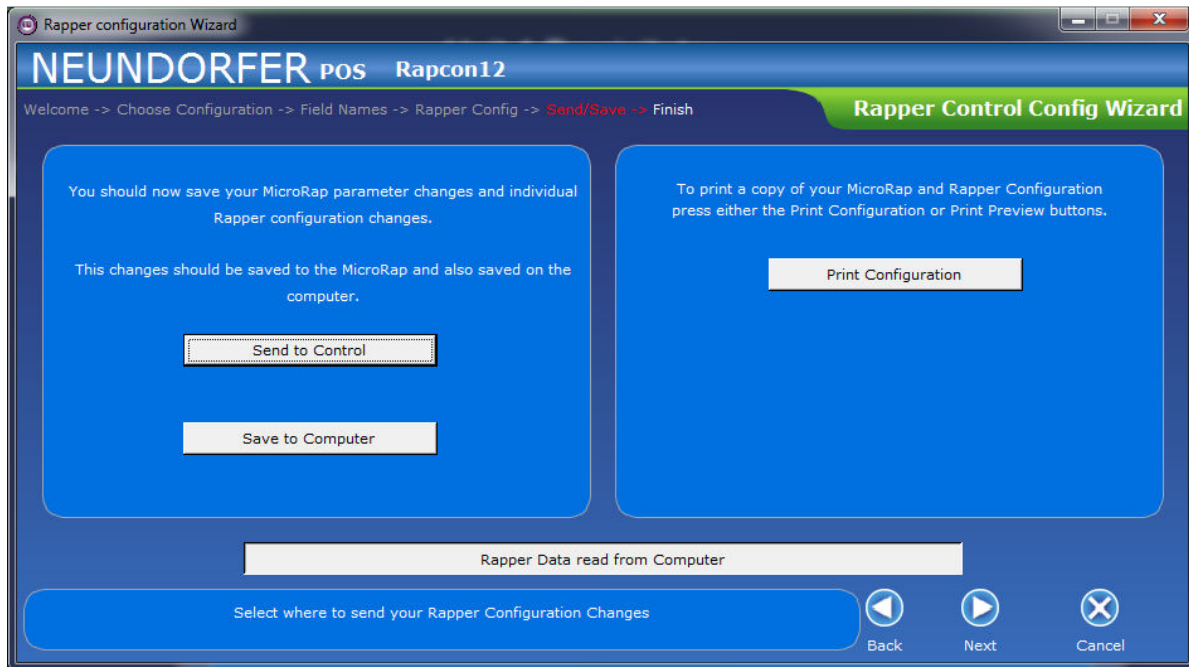 Rapper configuration Wizard
NEUNDORFER POS Rapcon12
Welcome -> Choose Configuration -> Field Names -> Rapper Config -> Send/Save -> Finish
Rapper Control Config Wizard
You should now save your MicroRap parameter changes and individual
Rapper configuration changes.
This changes should be saved to the MicroRap and also saved on the
computer.
Send to Control
Save to Computer
To print a copy of your MicroRap and Rapper Configuration
press either the Print Configuration or Print Preview buttons.
Print Configuration
Rapper Data read from Computer
Select where to send your Rapper Configuration Changes
Back
Next
Cancel